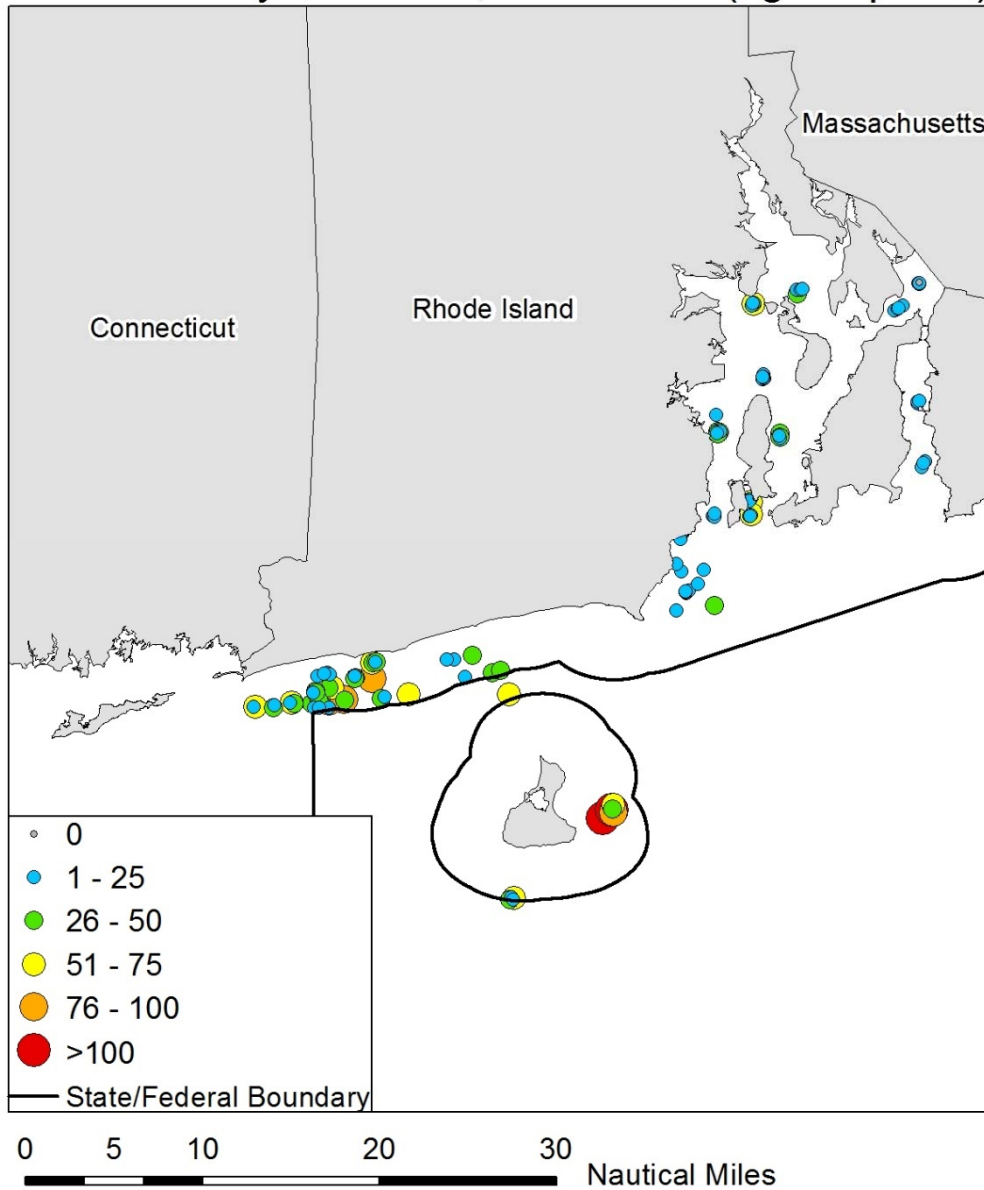 Massachusetts
Rhode Island
Connecticut
0
1 - 25
26 - 50
51 - 75
76 - 100
>100
State/Federal Boundary
0 5 10 20 30
Nautical Miles